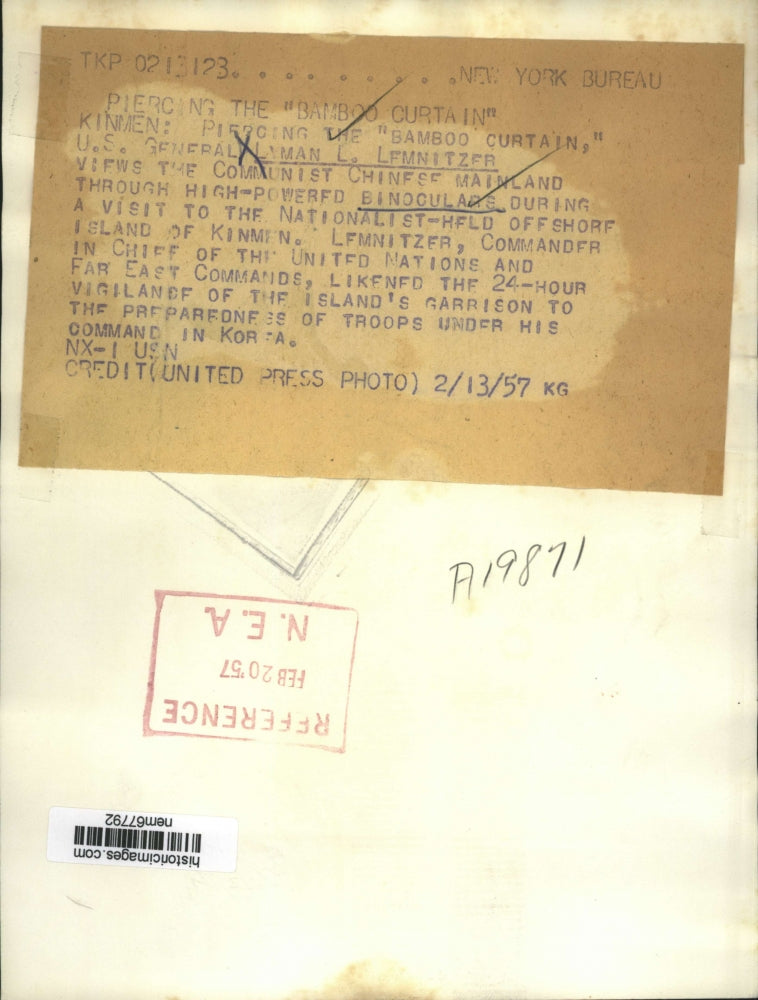 TKP 0213123. . . . . . . . . .NEW YORK BUREAU
PIERCING THE "BAMBOO CURTAIN"
KINMEN: PIERCING THE "BAMBOO CURTAIN,"
U.S. GENERAL LYMAN L. LEMNITZER
VIEWS THE COMMUNIST CHINESE MAINLAND
THROUGH HIGH-POWERED BINOCULARS DURING
A VISIT TO THE NATIONALIST-HELD OFFSHORE
ISLAND OF KINMEN. LEMNITZER, COMMANDER
IN CHIEF OF THE UNITED NATIONS AND
FAR EAST COMMANDS, LIKENED THE 24-HOUR
VIGILANCE OF THE ISLAND'S GARRISON TO
THE PREPAREDNESS OF TROOPS UNDER HIS
COMMAND IN KOREA.
NX-1 USN
CREDIT(UNITED PRESS PHOTO) 2/13/57 KG
A19871
REFERENCE
FEB 20 '57
N.E.A.
historicimages.com
nem67792